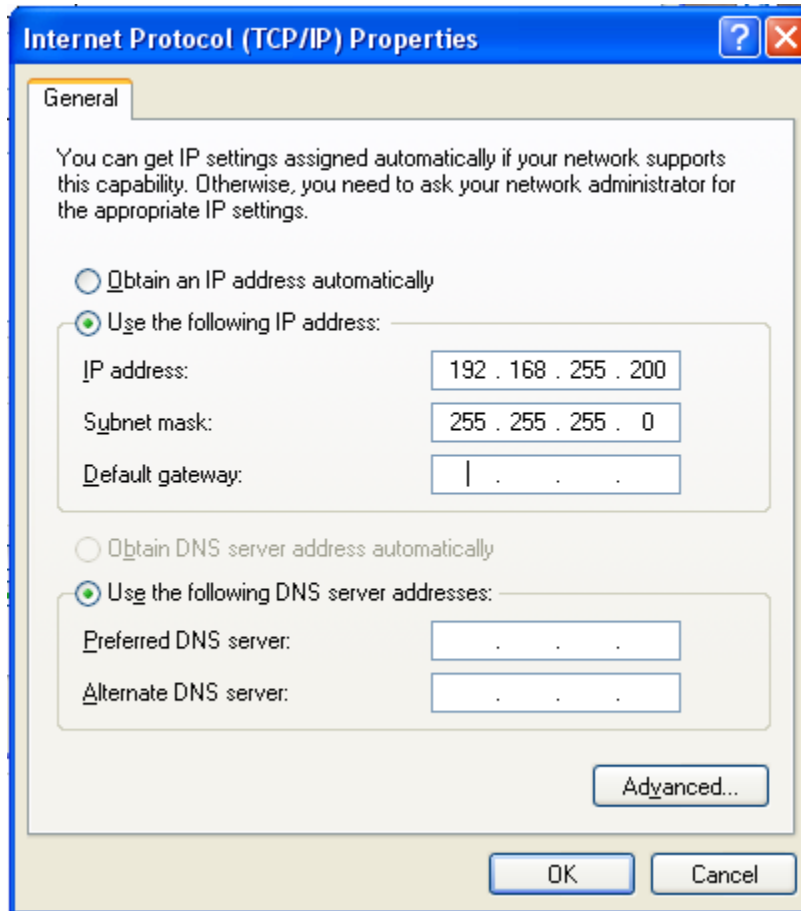 Internet Protocol (TCP/IP) Properties
General
You can get IP settings assigned automatically if your network supports
this capability. Otherwise, you need to ask your network administrator for
the appropriate IP settings.
Obtain an IP address automatically
Use the following IP address:
IP address: 192 . 168 . 255 . 200
Subnet mask: 255 . 255 . 255 . 0
Default gateway: . . .
Obtain DNS server address automatically
Use the following DNS server addresses:
Preferred DNS server: . . .
Alternate DNS server: . . .
Advanced...
OK Cancel